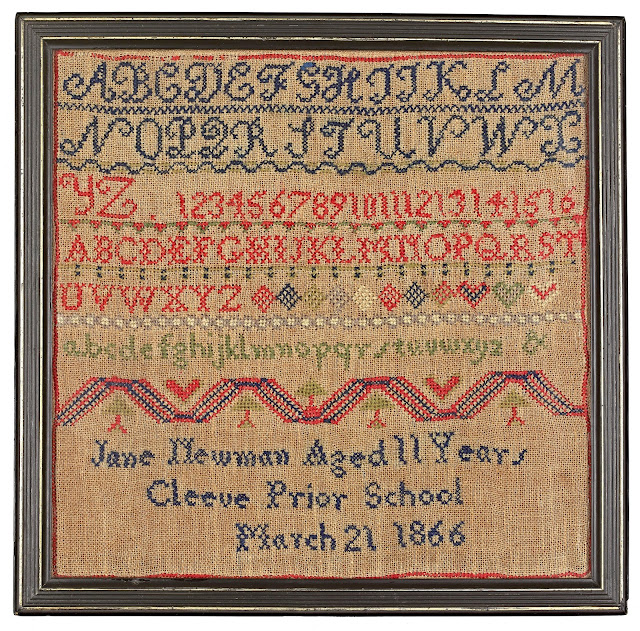 ABCDEFGHIJKLM
NOPQRSTUVWX
YZ. 12345678910111213141516
ABCDEFGHIJKLMNOPQRST
UVWXYZ
abcdefghijklmnopqrstuvwxyz &
Jane Newman Aged 11 Years
Cleeve Prior School
March 21 1866